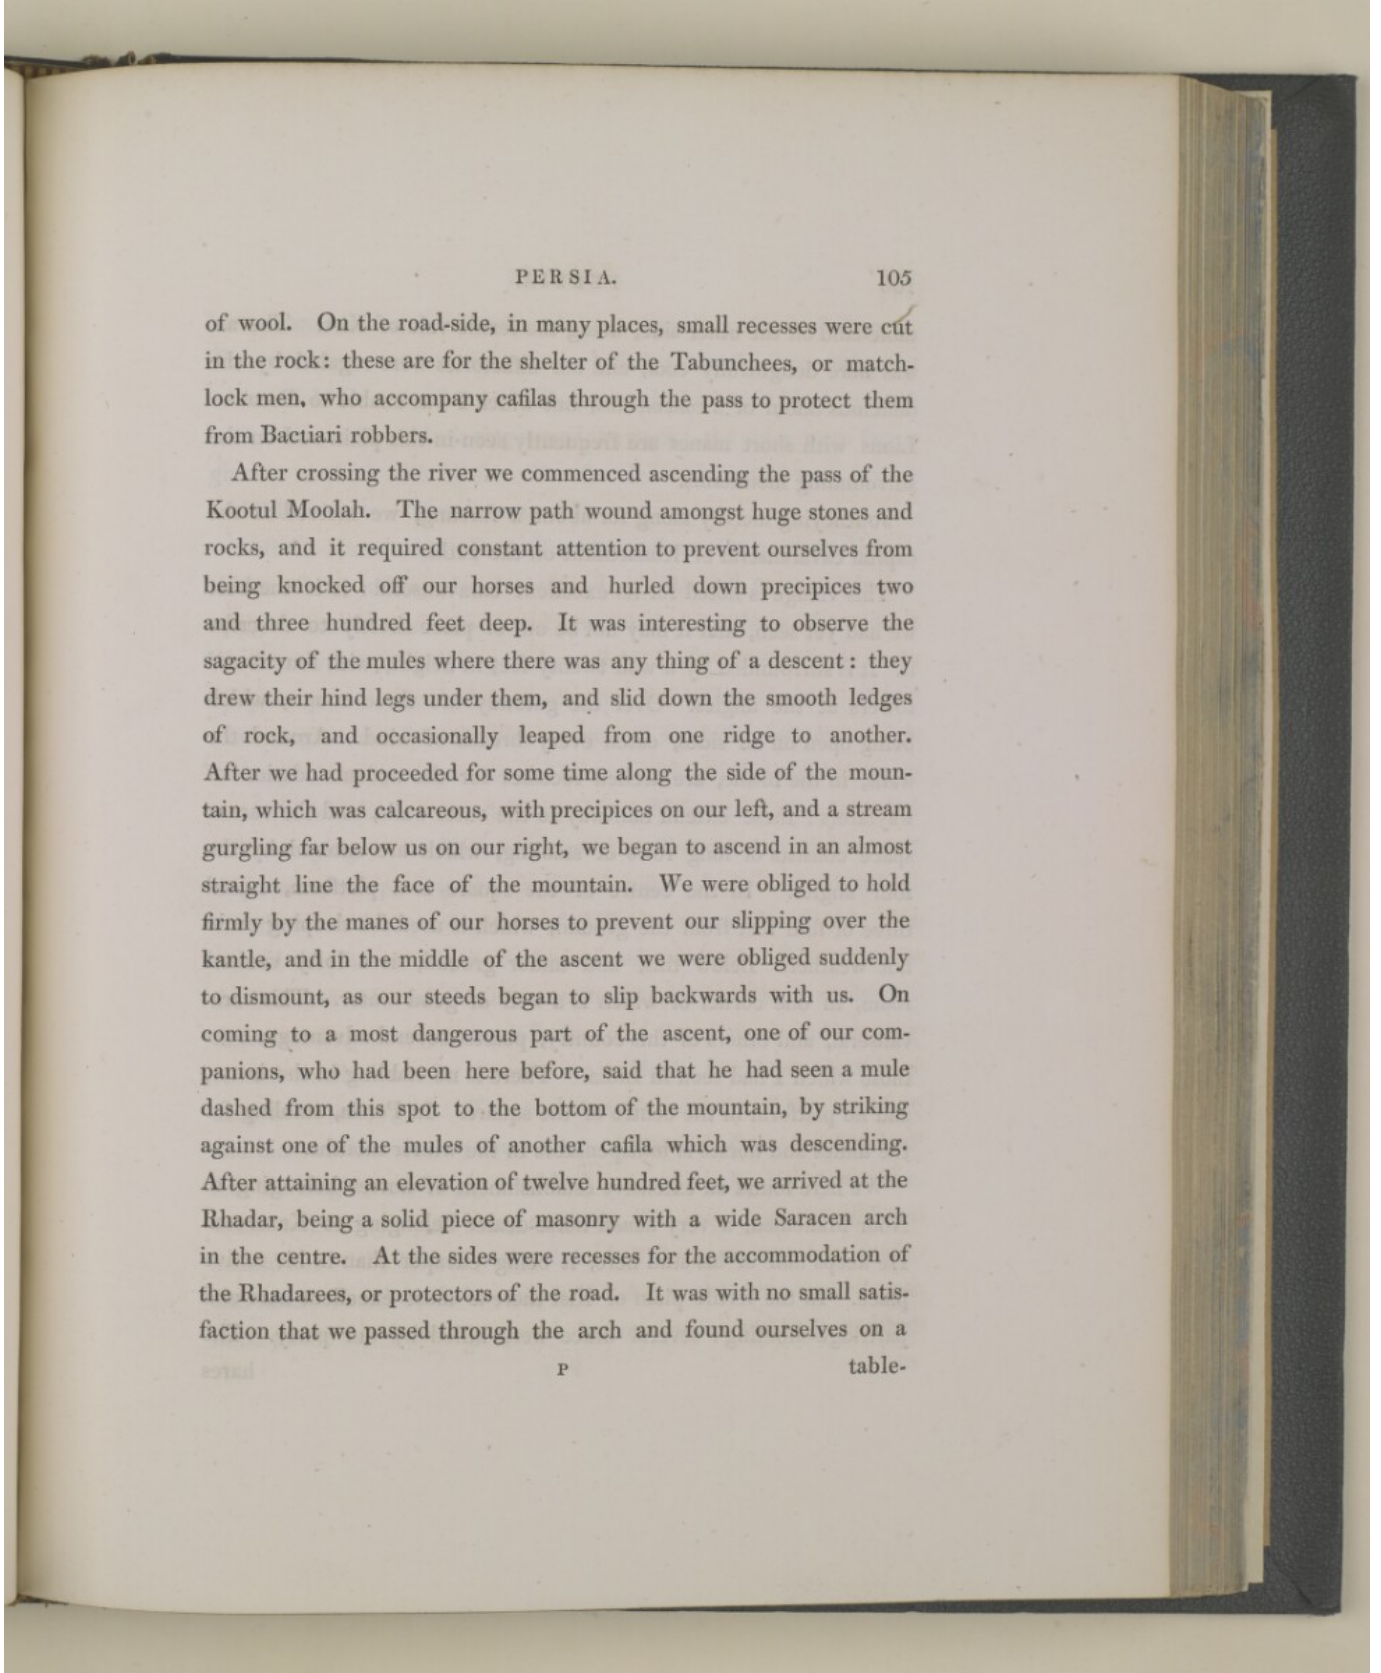 PERSIA. 105
of wool. On the road-side, in many places, small recesses were cut
in the rock: these are for the shelter of the Tabunchees, or match-
lock men, who accompany cafilas through the pass to protect them
from Bactiari robbers.
After crossing the river we commenced ascending the pass of the
Kootul Moolah. The narrow path wound amongst huge stones and
rocks, and it required constant attention to prevent ourselves from
being knocked off our horses and hurled down precipices two
and three hundred feet deep. It was interesting to observe the
sagacity of the mules where there was any thing of a descent: they
drew their hind legs under them, and slid down the smooth ledges
of rock, and occasionally leaped from one ridge to another.
After we had proceeded for some time along the side of the moun-
tain, which was calcareous, with precipices on our left, and a stream
gurgling far below us on our right, we began to ascend in an almost
straight line the face of the mountain. We were obliged to hold
firmly by the manes of our horses to prevent our slipping over the
kantle, and in the middle of the ascent we were obliged suddenly
to dismount, as our steeds began to slip backwards with us. On
coming to a most dangerous part of the ascent, one of our com-
panions, who had been here before, said that he had seen a mule
dashed from this spot to the bottom of the mountain, by striking
against one of the mules of another cafila which was descending.
After attaining an elevation of twelve hundred feet, we arrived at the
Rhadar, being a solid piece of masonry with a wide Saracen arch
in the centre. At the sides were recesses for the accommodation of
the Rhadarees, or protectors of the road. It was with no small satis-
faction that we passed through the arch and found ourselves on a
P table-